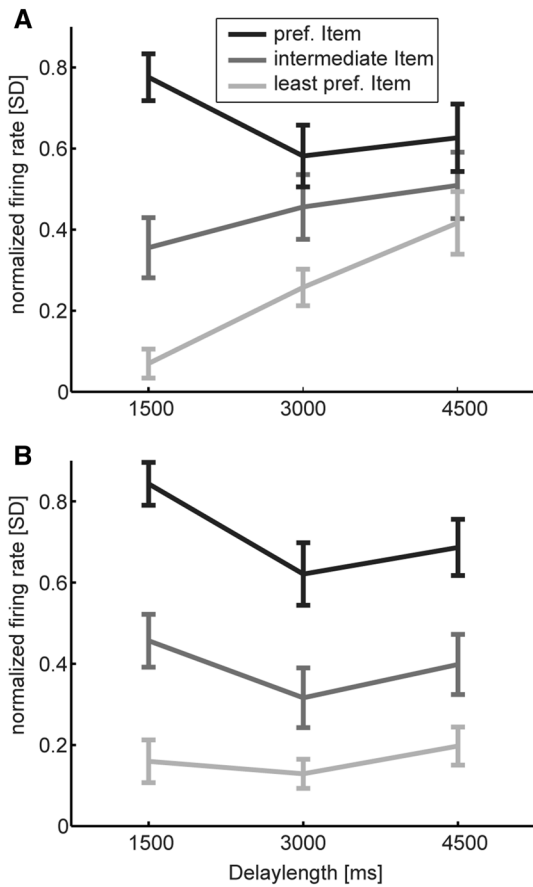 A
pref. Item
intermediate Item
least pref. Item
normalized firing rate [SD]
0.8
0.6
0.4
0.2
0
1500 3000 4500
B
normalized firing rate [SD]
0.8
0.6
0.4
0.2
0
1500 3000 4500
Delaylength [ms]